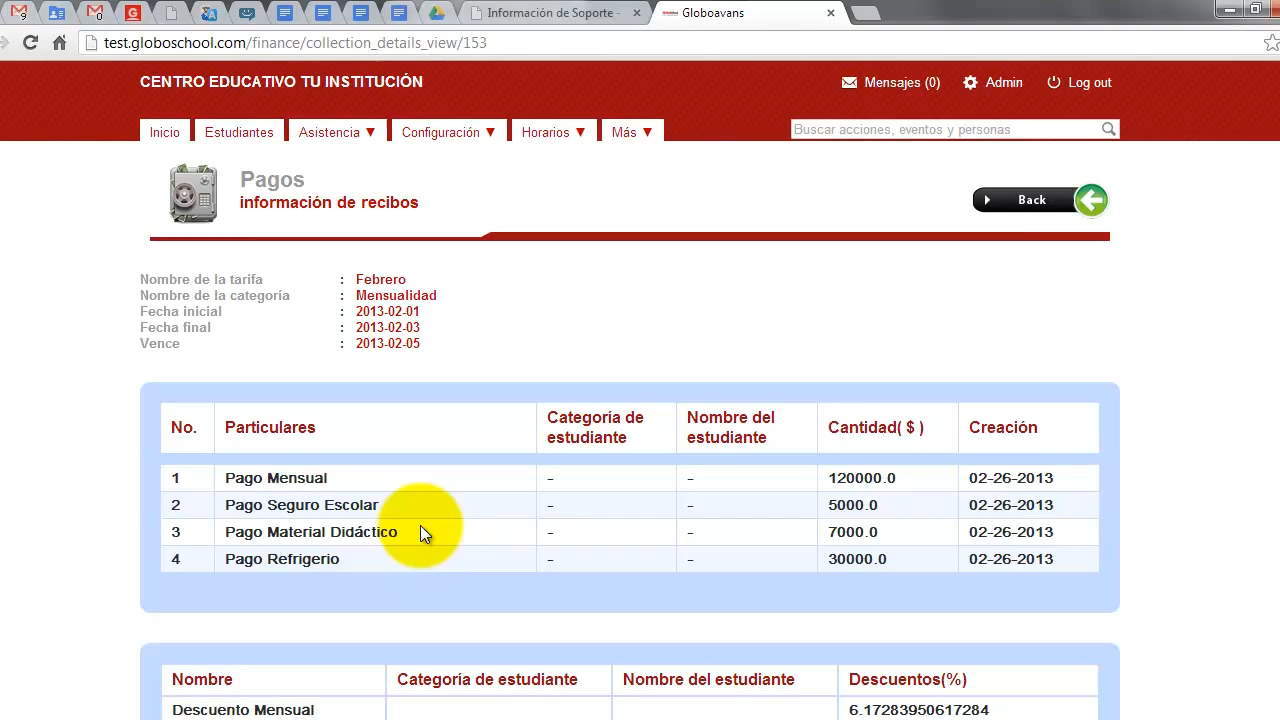 Información de Soporte -
Globoavans
test.globoschool.com/finance/collection_details_view/153
CENTRO EDUCATIVO TU INSTITUCIÓN
Mensajes (0) Admin Log out
Inicio Estudiantes Asistencia ▼ Configuración ▼ Horarios ▼ Más ▼
Buscar acciones, eventos y personas
Pagos
información de recibos
Back
Nombre de la tarifa : Febrero
Nombre de la categoría : Mensualidad
Fecha inicial : 2013-02-01
Fecha final : 2013-02-03
Vence : 2013-02-05
No. Particulares Categoría de estudiante Nombre del estudiante Cantidad( $ ) Creación
1 Pago Mensual - - 120000.0 02-26-2013
2 Pago Seguro Escolar - - 5000.0 02-26-2013
3 Pago Material Didáctico - - 7000.0 02-26-2013
4 Pago Refrigerio - - 30000.0 02-26-2013
Nombre Categoría de estudiante Nombre del estudiante Descuentos(%)
Descuento Mensual 6.17283950617284